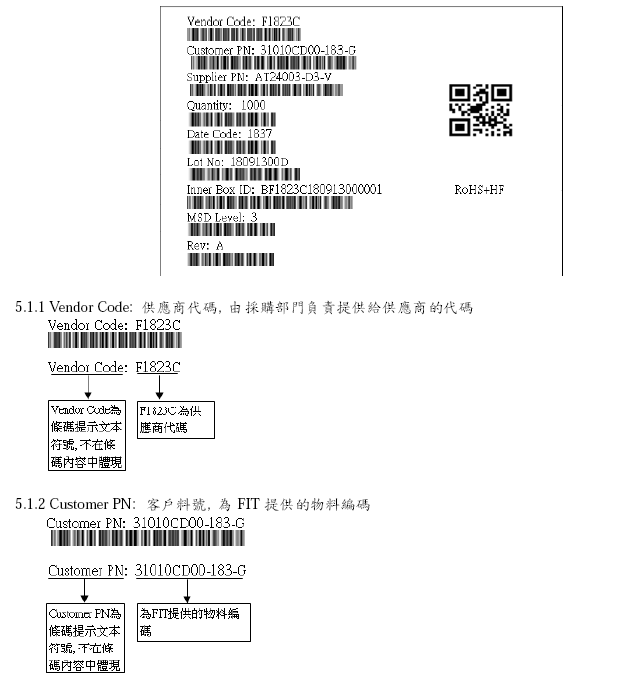 Vendor Code: F1823C
Customer PN: 31010CD00-183-G
Supplier PN: AT24003-D3-V
Quantity: 1000
Date Code: 1837
Lot No: 18091300D
Inner Box ID: BF1823C180913000001
RoHS+HF
MSD Level: 3
Rev: A
5.1.1 Vendor Code: 供應商代碼, 由採購部門負責提供給供應商的代碼
Vendor Code: F1823C
Vendor Code: F1823C
Vendor Code為
條碼提示文本
符號, 不在條
碼內容中體現
F1823C為供
應商代碼
5.1.2 Customer PN: 客戶料號, 為 FIT 提供的物料編碼
Customer PN: 31010CD00-183-G
Customer PN: 31010CD00-183-G
Customer PN為
條碼提示文本
符號, 不在條
碼內容中體現
為FIT提供的物料編
碼